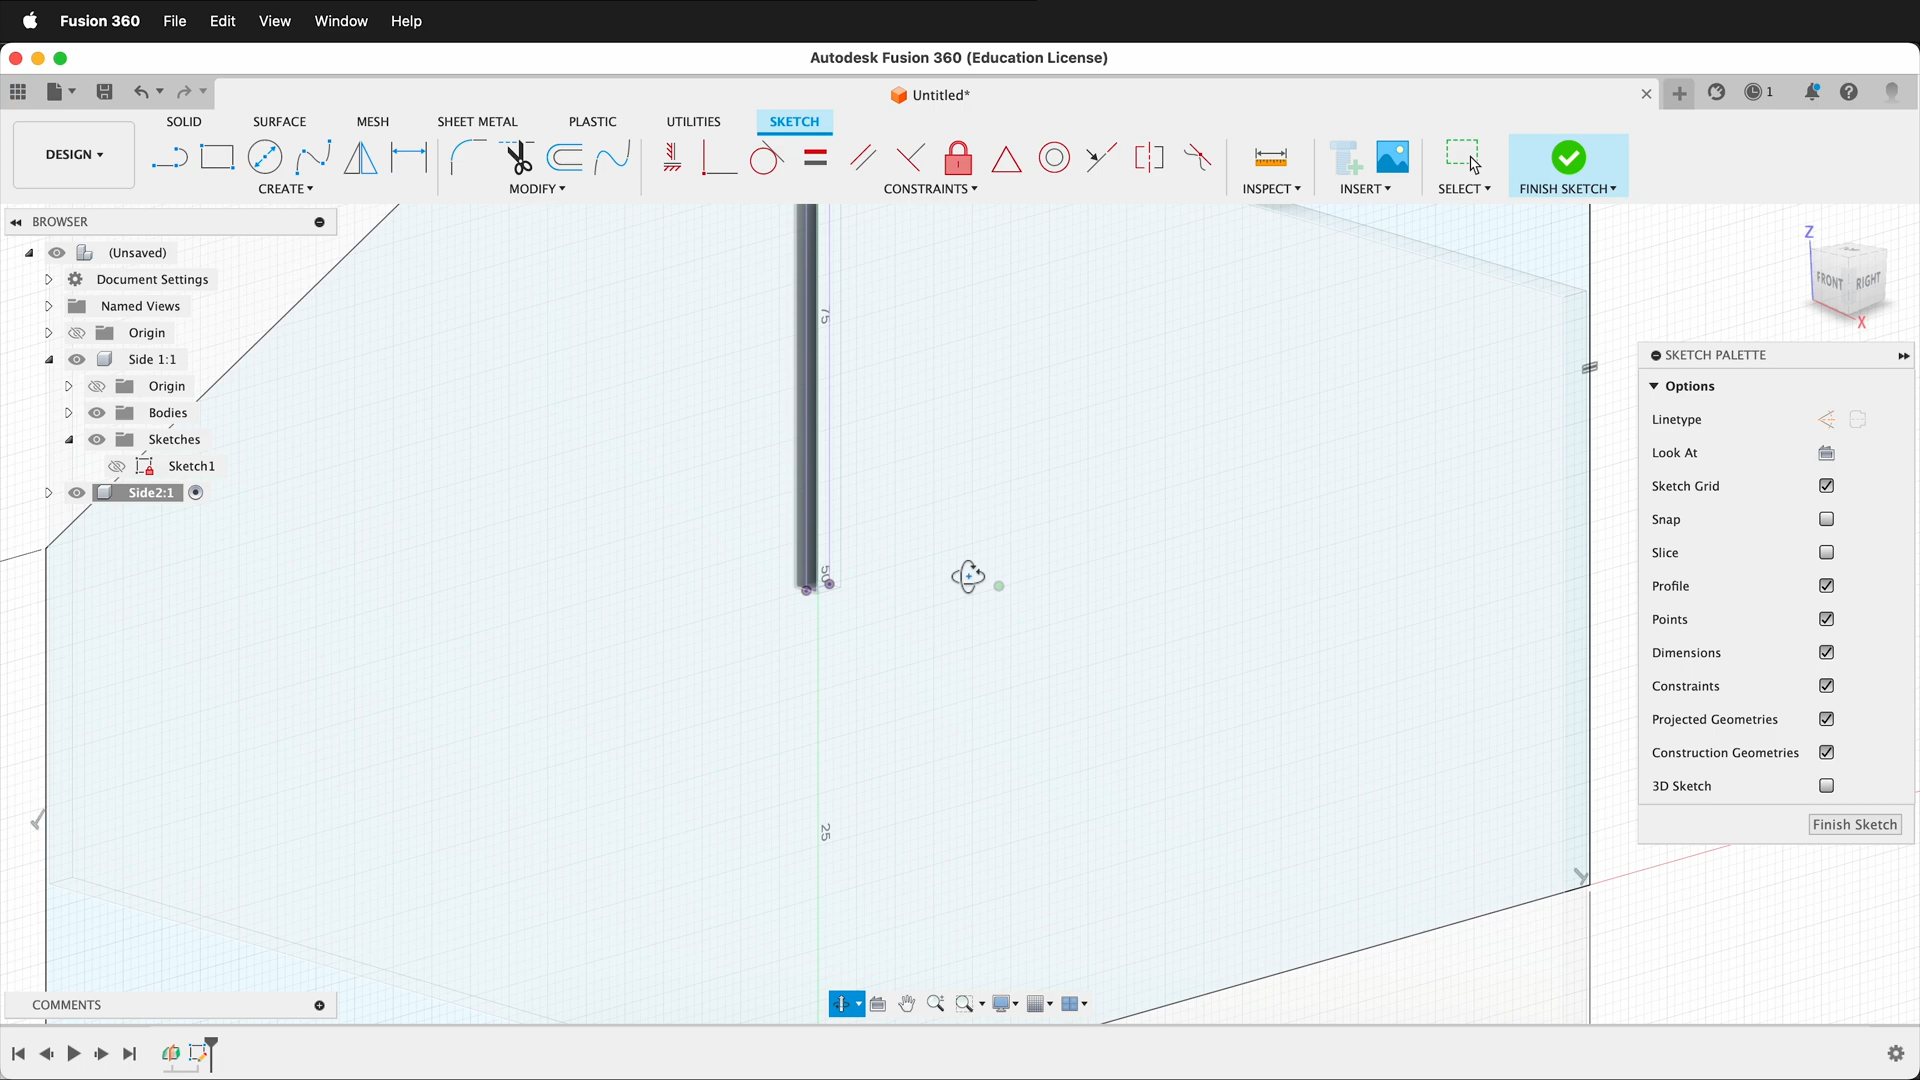 Fusion 360 File Edit View Window Help
Autodesk Fusion 360 (Education License)
Untitled*
1
SOLID SURFACE MESH SHEET METAL PLASTIC UTILITIES SKETCH
DESIGN
CREATE MODIFY CONSTRAINTS INSPECT INSERT SELECT FINISH SKETCH
BROWSER
(Unsaved)
Document Settings
Named Views
Origin
Side 1:1
Origin
Bodies
Sketches
Sketch1
Side2:1
75
50
25
Z
FRONT RIGHT
X
SKETCH PALETTE
Options
Linetype
Look At
Sketch Grid
Snap
Slice
Profile
Points
Dimensions
Constraints
Projected Geometries
Construction Geometries
3D Sketch
Finish Sketch
COMMENTS